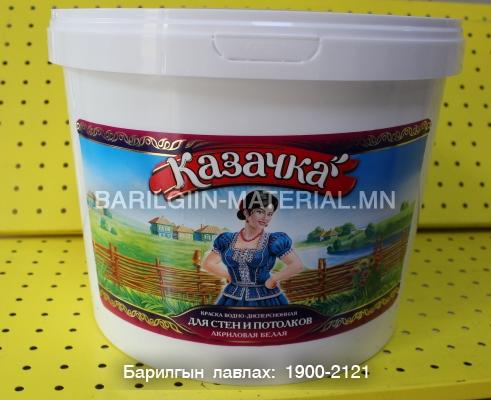 Казачка
BARILGIIN-MATERIAL.MN
КРАСКА ВОДНО-ДИСПЕРСИОННАЯ
ДЛЯ СТЕН И ПОТОЛКОВ
АКРИЛОВАЯ БЕЛАЯ
Барилгын лавлах: 1900-2121